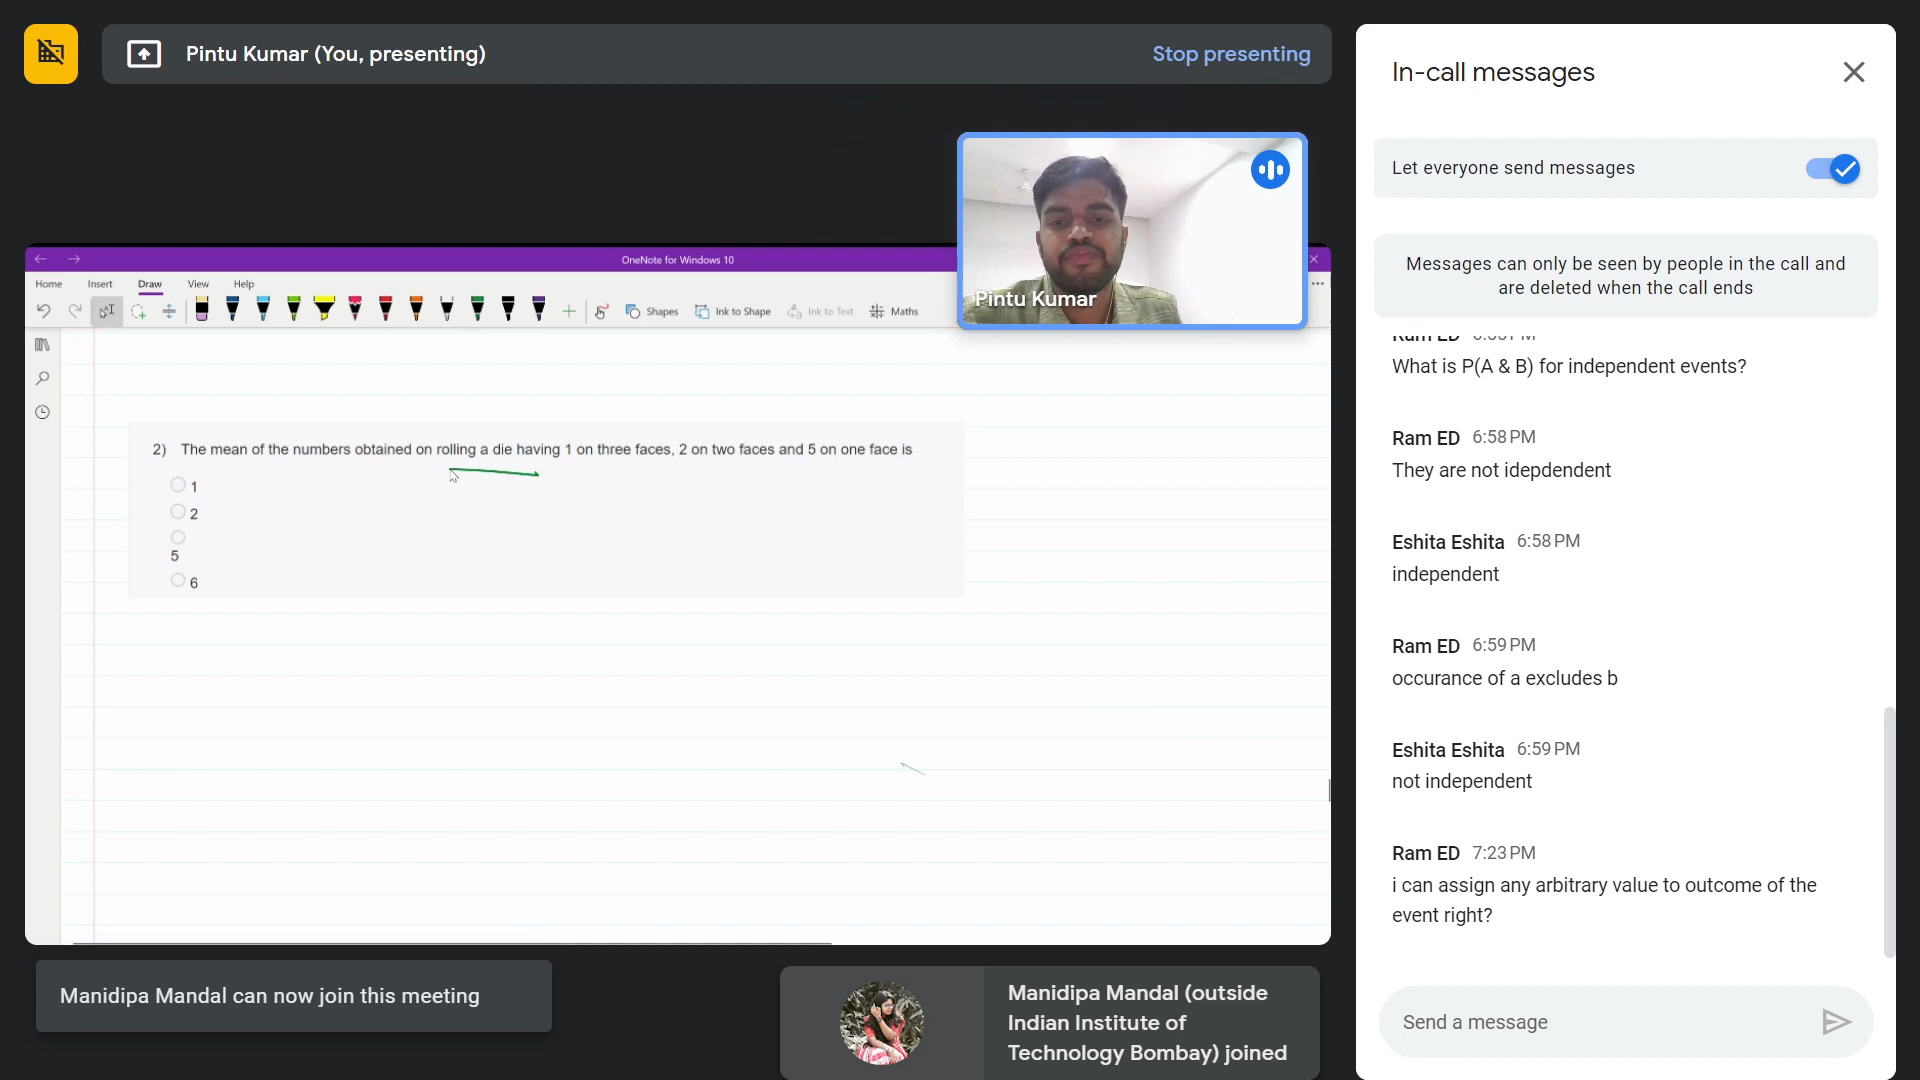 Pintu Kumar (You, presenting)
Stop presenting
OneNote for Windows 10
Home Insert Draw View Help
Shapes Ink to Shape Ink to Text Maths
Pintu Kumar
2) The mean of the numbers obtained on rolling a die having 1 on three faces, 2 on two faces and 5 on one face is
1
2
5
6
Manidipa Mandal can now join this meeting
Manidipa Mandal (outside
Indian Institute of
Technology Bombay) joined
In-call messages
Let everyone send messages
Messages can only be seen by people in the call and
are deleted when the call ends
Ram ED
What is P(A & B) for independent events?
Ram ED 6:58 PM
They are not idepdendent
Eshita Eshita 6:58 PM
independent
Ram ED 6:59 PM
occurance of a excludes b
Eshita Eshita 6:59 PM
not independent
Ram ED 7:23 PM
i can assign any arbitrary value to outcome of the
event right?
Send a message